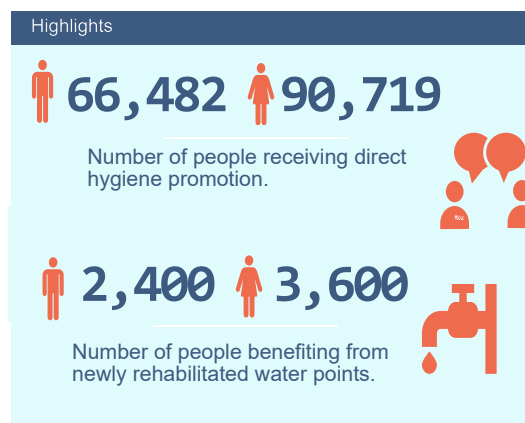 Highlights
66,482 90,719
Number of people receiving direct
hygiene promotion.
2,400 3,600
Number of people benefiting from
newly rehabilitated water points.